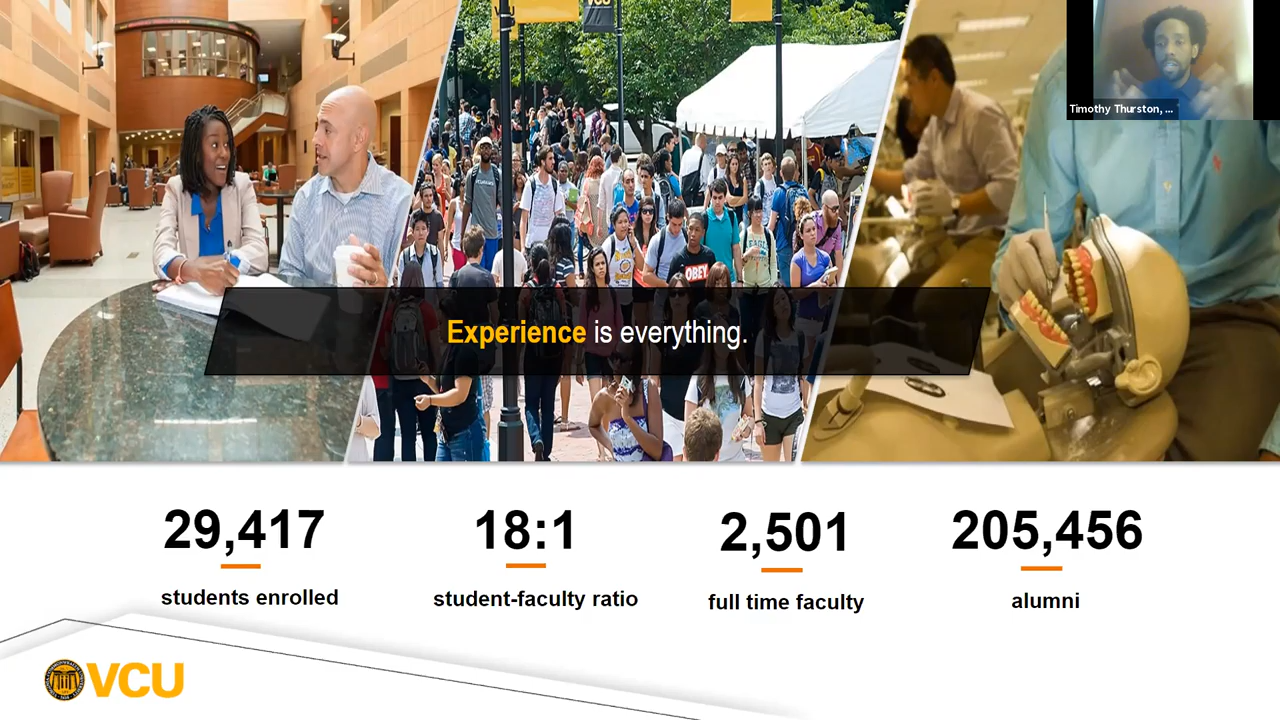 VCU
Timothy Thurston, ...
OBEY
Experience is everything.
29,417
students enrolled
18:1
student-faculty ratio
2,501
full time faculty
205,456
alumni
VCU